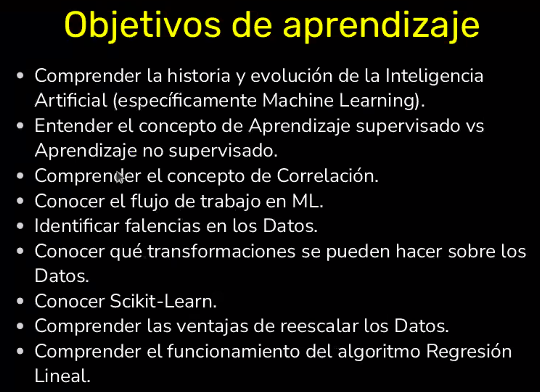 Objetivos de aprendizaje
• Comprender la historia y evolución de la Inteligencia
Artificial (específicamente Machine Learning).
• Entender el concepto de Aprendizaje supervisado vs
Aprendizaje no supervisado.
• Comprender el concepto de Correlación.
• Conocer el flujo de trabajo en ML.
• Identificar falencias en los Datos.
• Conocer qué transformaciones se pueden hacer sobre los
Datos.
• Conocer Scikit-Learn.
• Comprender las ventajas de reescalar los Datos.
• Comprender el funcionamiento del algoritmo Regresión
Lineal.